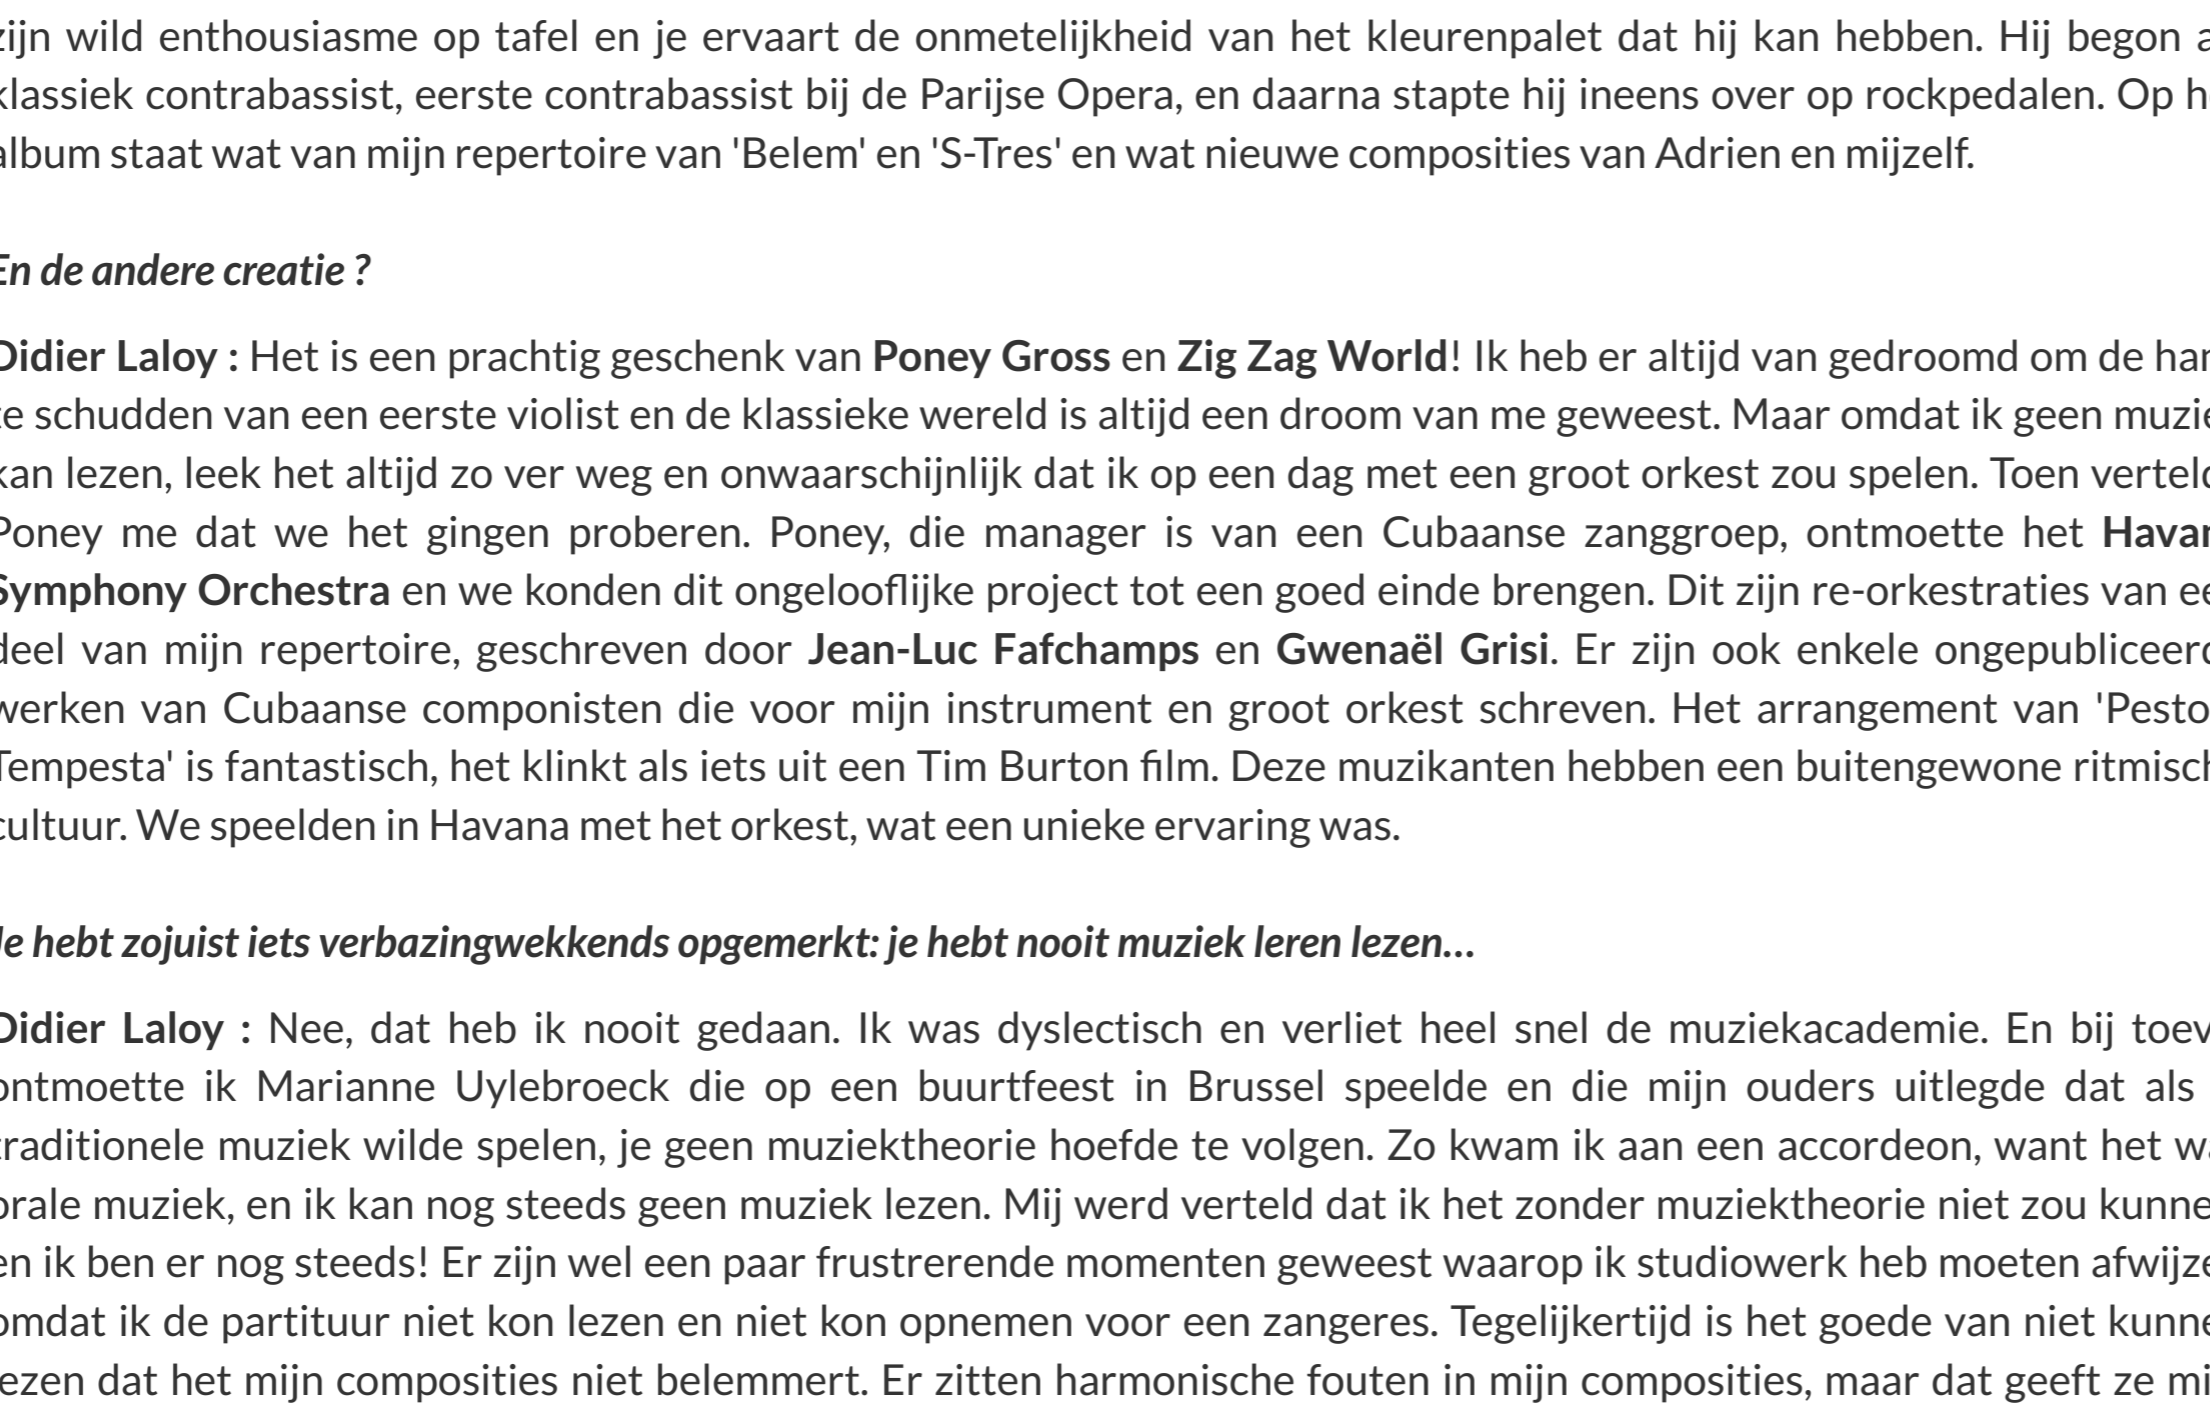 zijn wild enthousiasme op tafel en je ervaart de onmetelijkheid van het kleurenpalet dat hij kan hebben. Hij begon a
klassiek contrabassist, eerste contrabassist bij de Parijse Opera, en daarna stapte hij ineens over op rockpedalen. Op he
album staat wat van mijn repertoire van 'Belem' en 'S-Tres' en wat nieuwe composities van Adrien en mijzelf.
En de andere creatie ?
Didier Laloy : Het is een prachtig geschenk van Poney Gross en Zig Zag World! Ik heb er altijd van gedroomd om de han
te schudden van een eerste violist en de klassieke wereld is altijd een droom van me geweest. Maar omdat ik geen muzie
kan lezen, leek het altijd zo ver weg en onwaarschijnlijk dat ik op een dag met een groot orkest zou spelen. Toen verteld
Poney me dat we het gingen proberen. Poney, die manager is van een Cubaanse zanggroep, ontmoette het Havan
Symphony Orchestra en we konden dit ongelooflijke project tot een goed einde brengen. Dit zijn re-orkestraties van ee
deel van mijn repertoire, geschreven door Jean-Luc Fafchamps en Gwenaël Grisi. Er zijn ook enkele ongepubliceerd
werken van Cubaanse componisten die voor mijn instrument en groot orkest schreven. Het arrangement van 'Pesto
Tempesta' is fantastisch, het klinkt als iets uit een Tim Burton film. Deze muzikanten hebben een buitengewone ritmisch
cultuur. We speelden in Havana met het orkest, wat een unieke ervaring was.
Je hebt zojuist iets verbazingwekkends opgemerkt: je hebt nooit muziek leren lezen...
Didier Laloy : Nee, dat heb ik nooit gedaan. Ik was dyslectisch en verliet heel snel de muziekacademie. En bij toev
ontmoette ik Marianne Uylebroeck die op een buurtfeest in Brussel speelde en die mijn ouders uitlegde dat als
traditionele muziek wilde spelen, je geen muziektheorie hoefde te volgen. Zo kwam ik aan een accordeon, want het wa
orale muziek, en ik kan nog steeds geen muziek lezen. Mij werd verteld dat ik het zonder muziektheorie niet zou kunne
en ik ben er nog steeds! Er zijn wel een paar frustrerende momenten geweest waarop ik studiowerk heb moeten afwijze
omdat ik de partituur niet kon lezen en niet kon opnemen voor een zangeres. Tegelijkertijd is het goede van niet kunne
lezen dat het mijn composities niet belemmert. Er zitten harmonische fouten in mijn composities, maar dat geeft ze mi